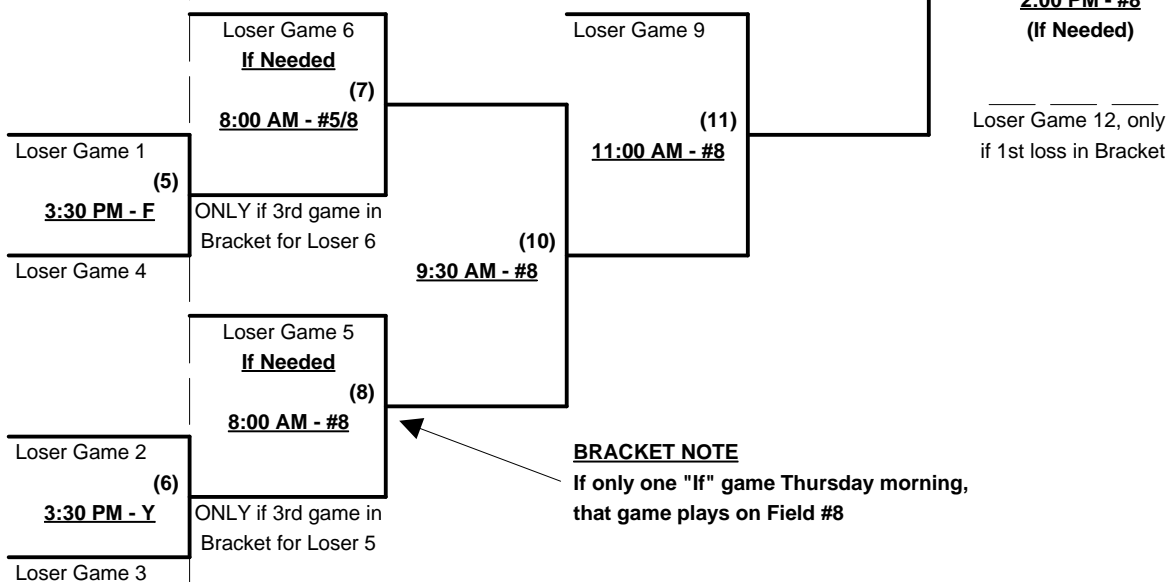 2:00 PM - #8
(If Needed)
Loser Game 6
If Needed
(7)
8:00 AM - #5/8
Loser Game 9
(11)
11:00 AM - #8
Loser Game 12, only
if 1st loss in Bracket
Loser Game 1
(5)
3:30 PM - F
ONLY if 3rd game in
Bracket for Loser 6
Loser Game 4
(10)
9:30 AM - #8
Loser Game 5
If Needed
(8)
8:00 AM - #8
Loser Game 2
(6)
3:30 PM - Y
ONLY if 3rd game in
Bracket for Loser 5
Loser Game 3
BRACKET NOTE
If only one "If" game Thursday morning,
that game plays on Field #8